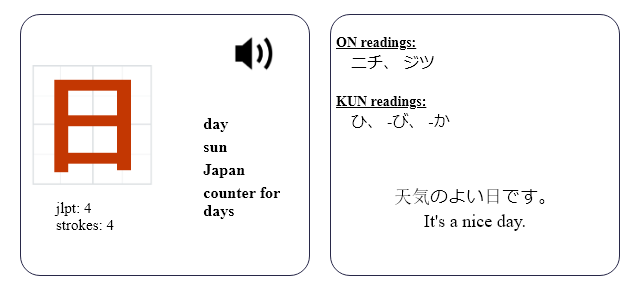 日
day
sun
Japan
counter for
days
jlpt: 4
strokes: 4
ON readings:
ニチ、 ジツ
KUN readings:
ひ、 -び、 -か
天気のよい日です。
It's a nice day.